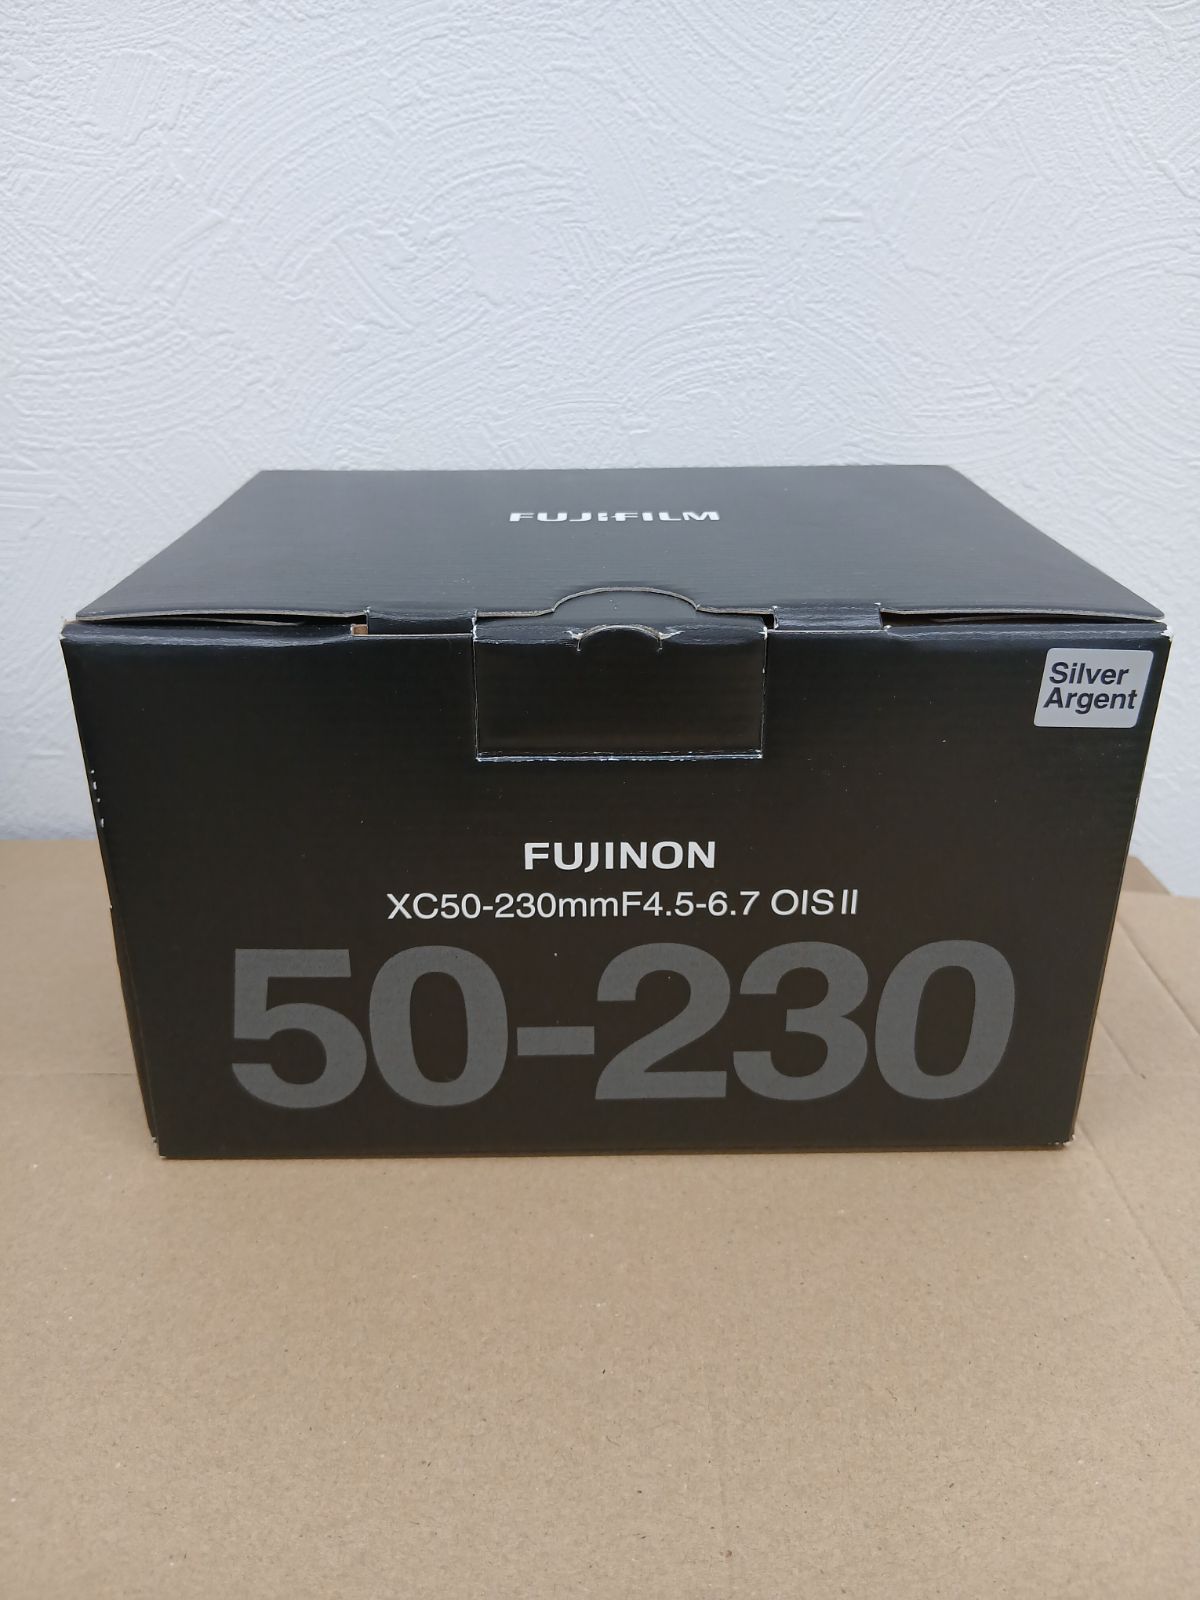 FUJIFILM
Silver
Argent
FUJINON
XC50-230mmF4.5-6.7 OIS II
50-230